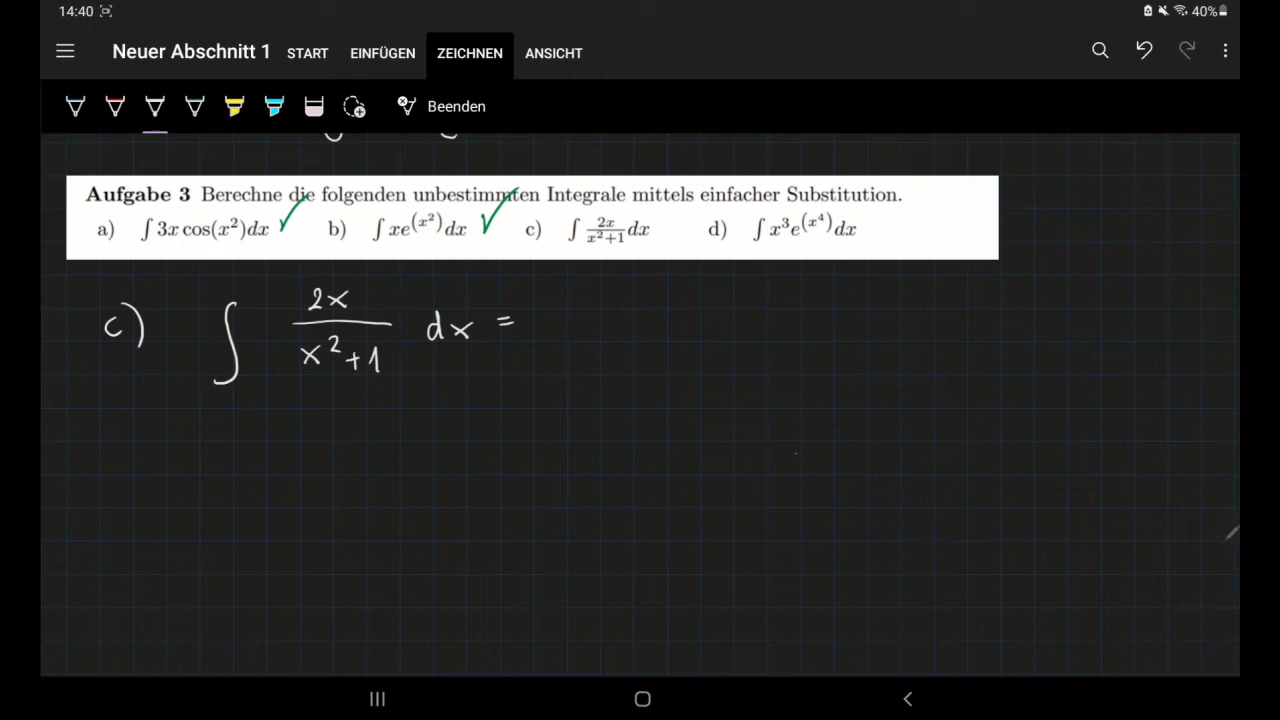 14:40 40%
Neuer Abschnitt 1 START EINFÜGEN ZEICHNEN ANSICHT
Beenden
Aufgabe 3 Berechne die folgenden unbestimmten Integrale mittels einfacher Substitution.
a) ∫ 3x cos(x²)dx ✓ b) ∫ xe^(x²) dx ✓ c) ∫ 2x/(x²+1) dx d) ∫ x³e^(x⁴) dx
c) ∫ 2x/(x²+1) dx =